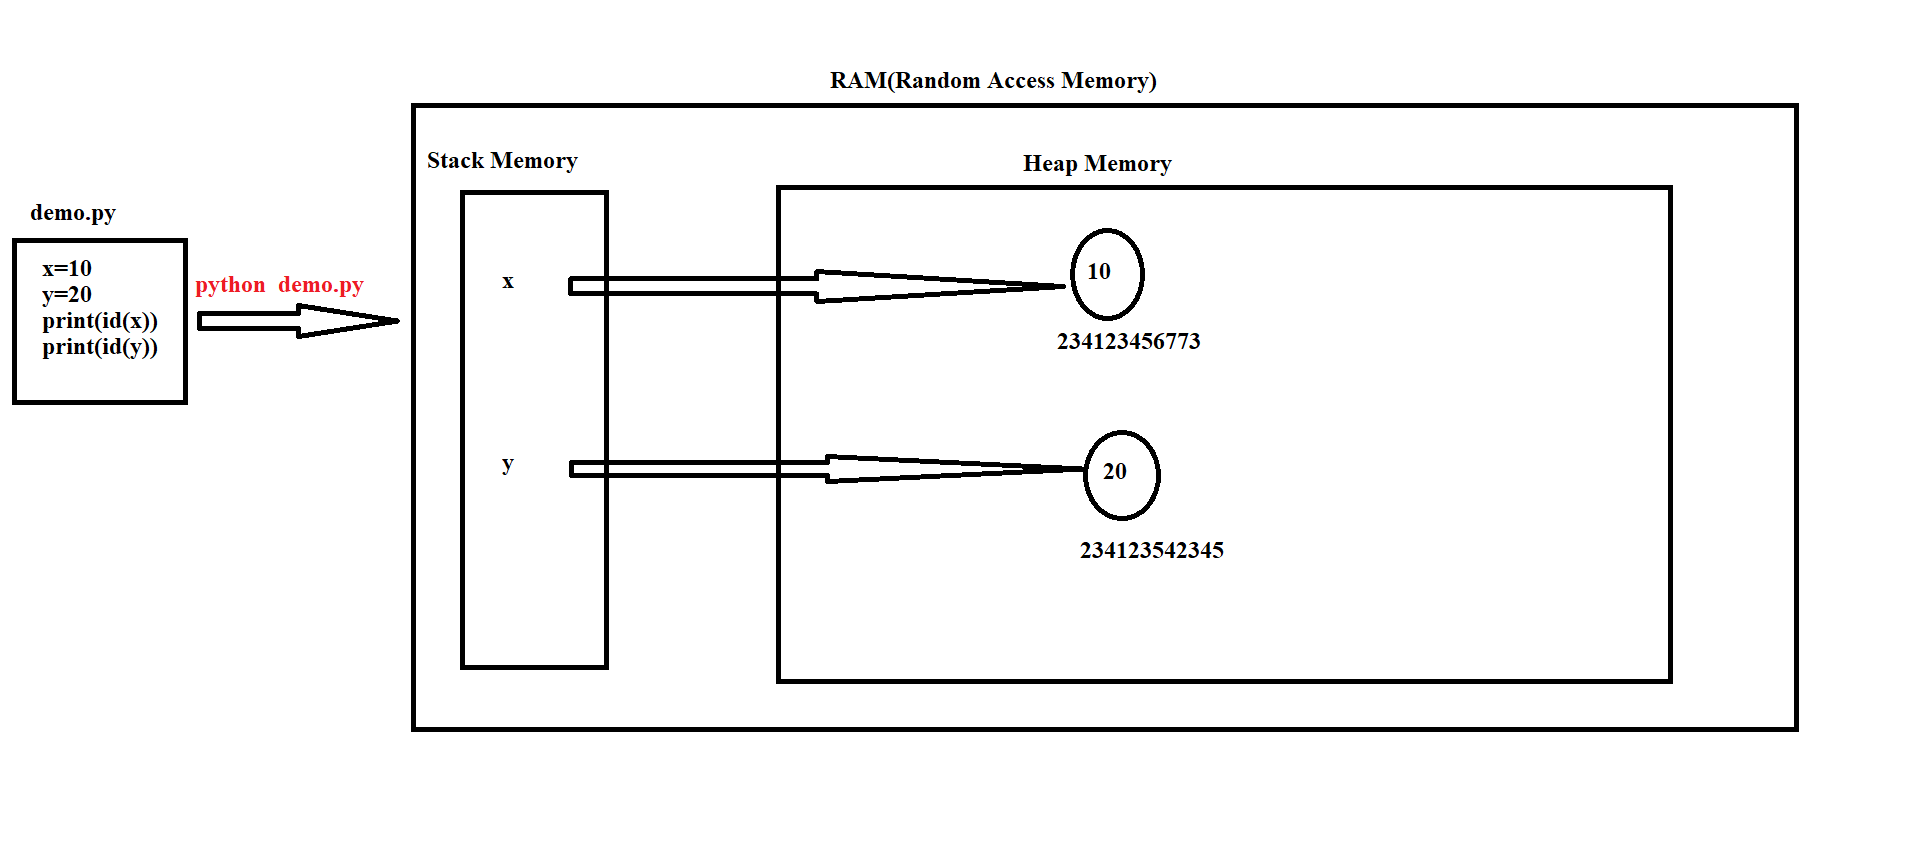 RAM(Random Access Memory)
Stack Memory
Heap Memory
demo.py
x=10
y=20
print(id(x))
print(id(y))
python  demo.py
x
10
234123456773
y
20
234123542345